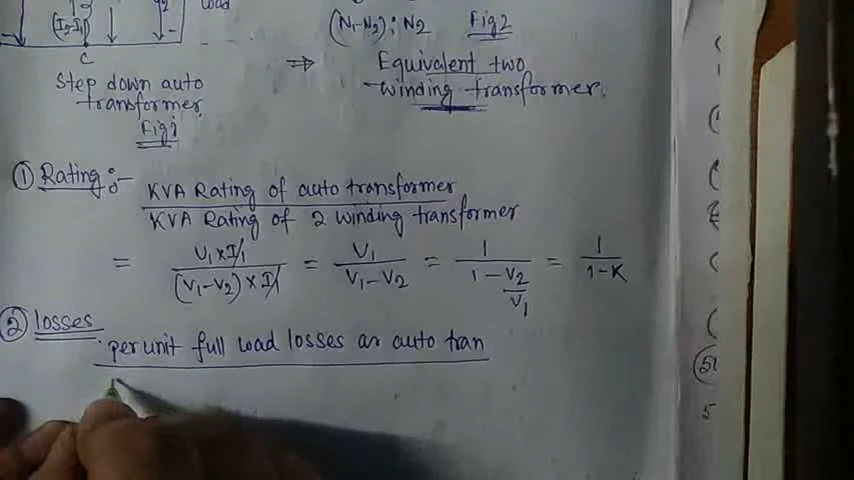 Load
(I2-I1)
C
(N1-N2):N2 Fig2
Step down auto
transformer
Fig1
⇒ Equivalent two
winding transformer.
① Rating:-
KVA Rating of auto transformer
KVA Rating of 2 winding transformer
= V1×I1 / (V1-V2)×I1 = V1 / V1-V2 = 1 / 1-V2/V1 = 1 / 1-K
② losses
per unit full load losses as auto tran